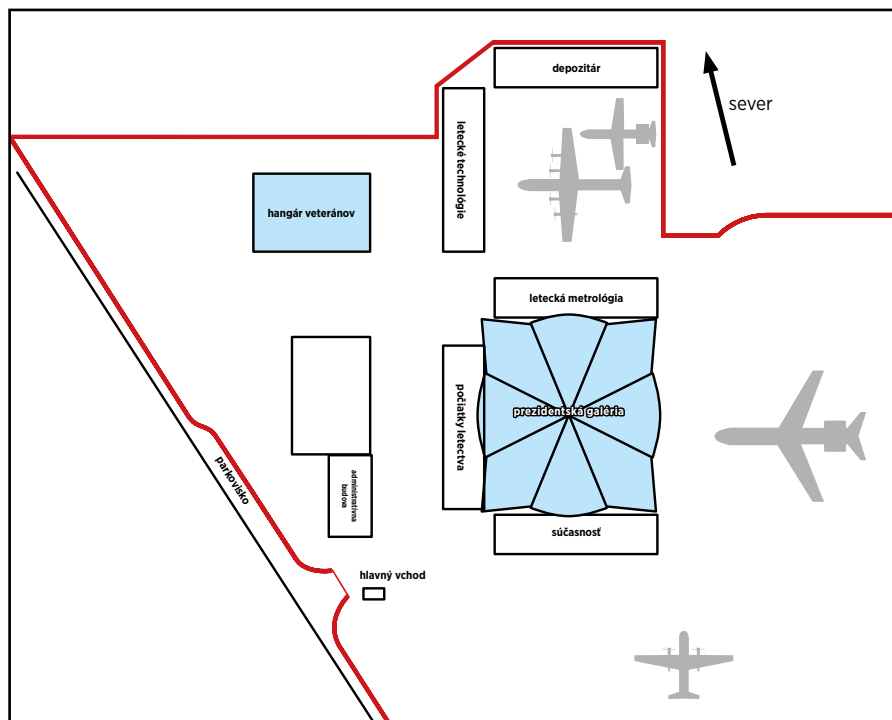 depozitár
sever
letecké technológie
hangár veteránov
letecká metrológia
počiatky letectva
prezidentská galéria
parkovisko
administratívna
budova
súčasnosť
hlavný vchod